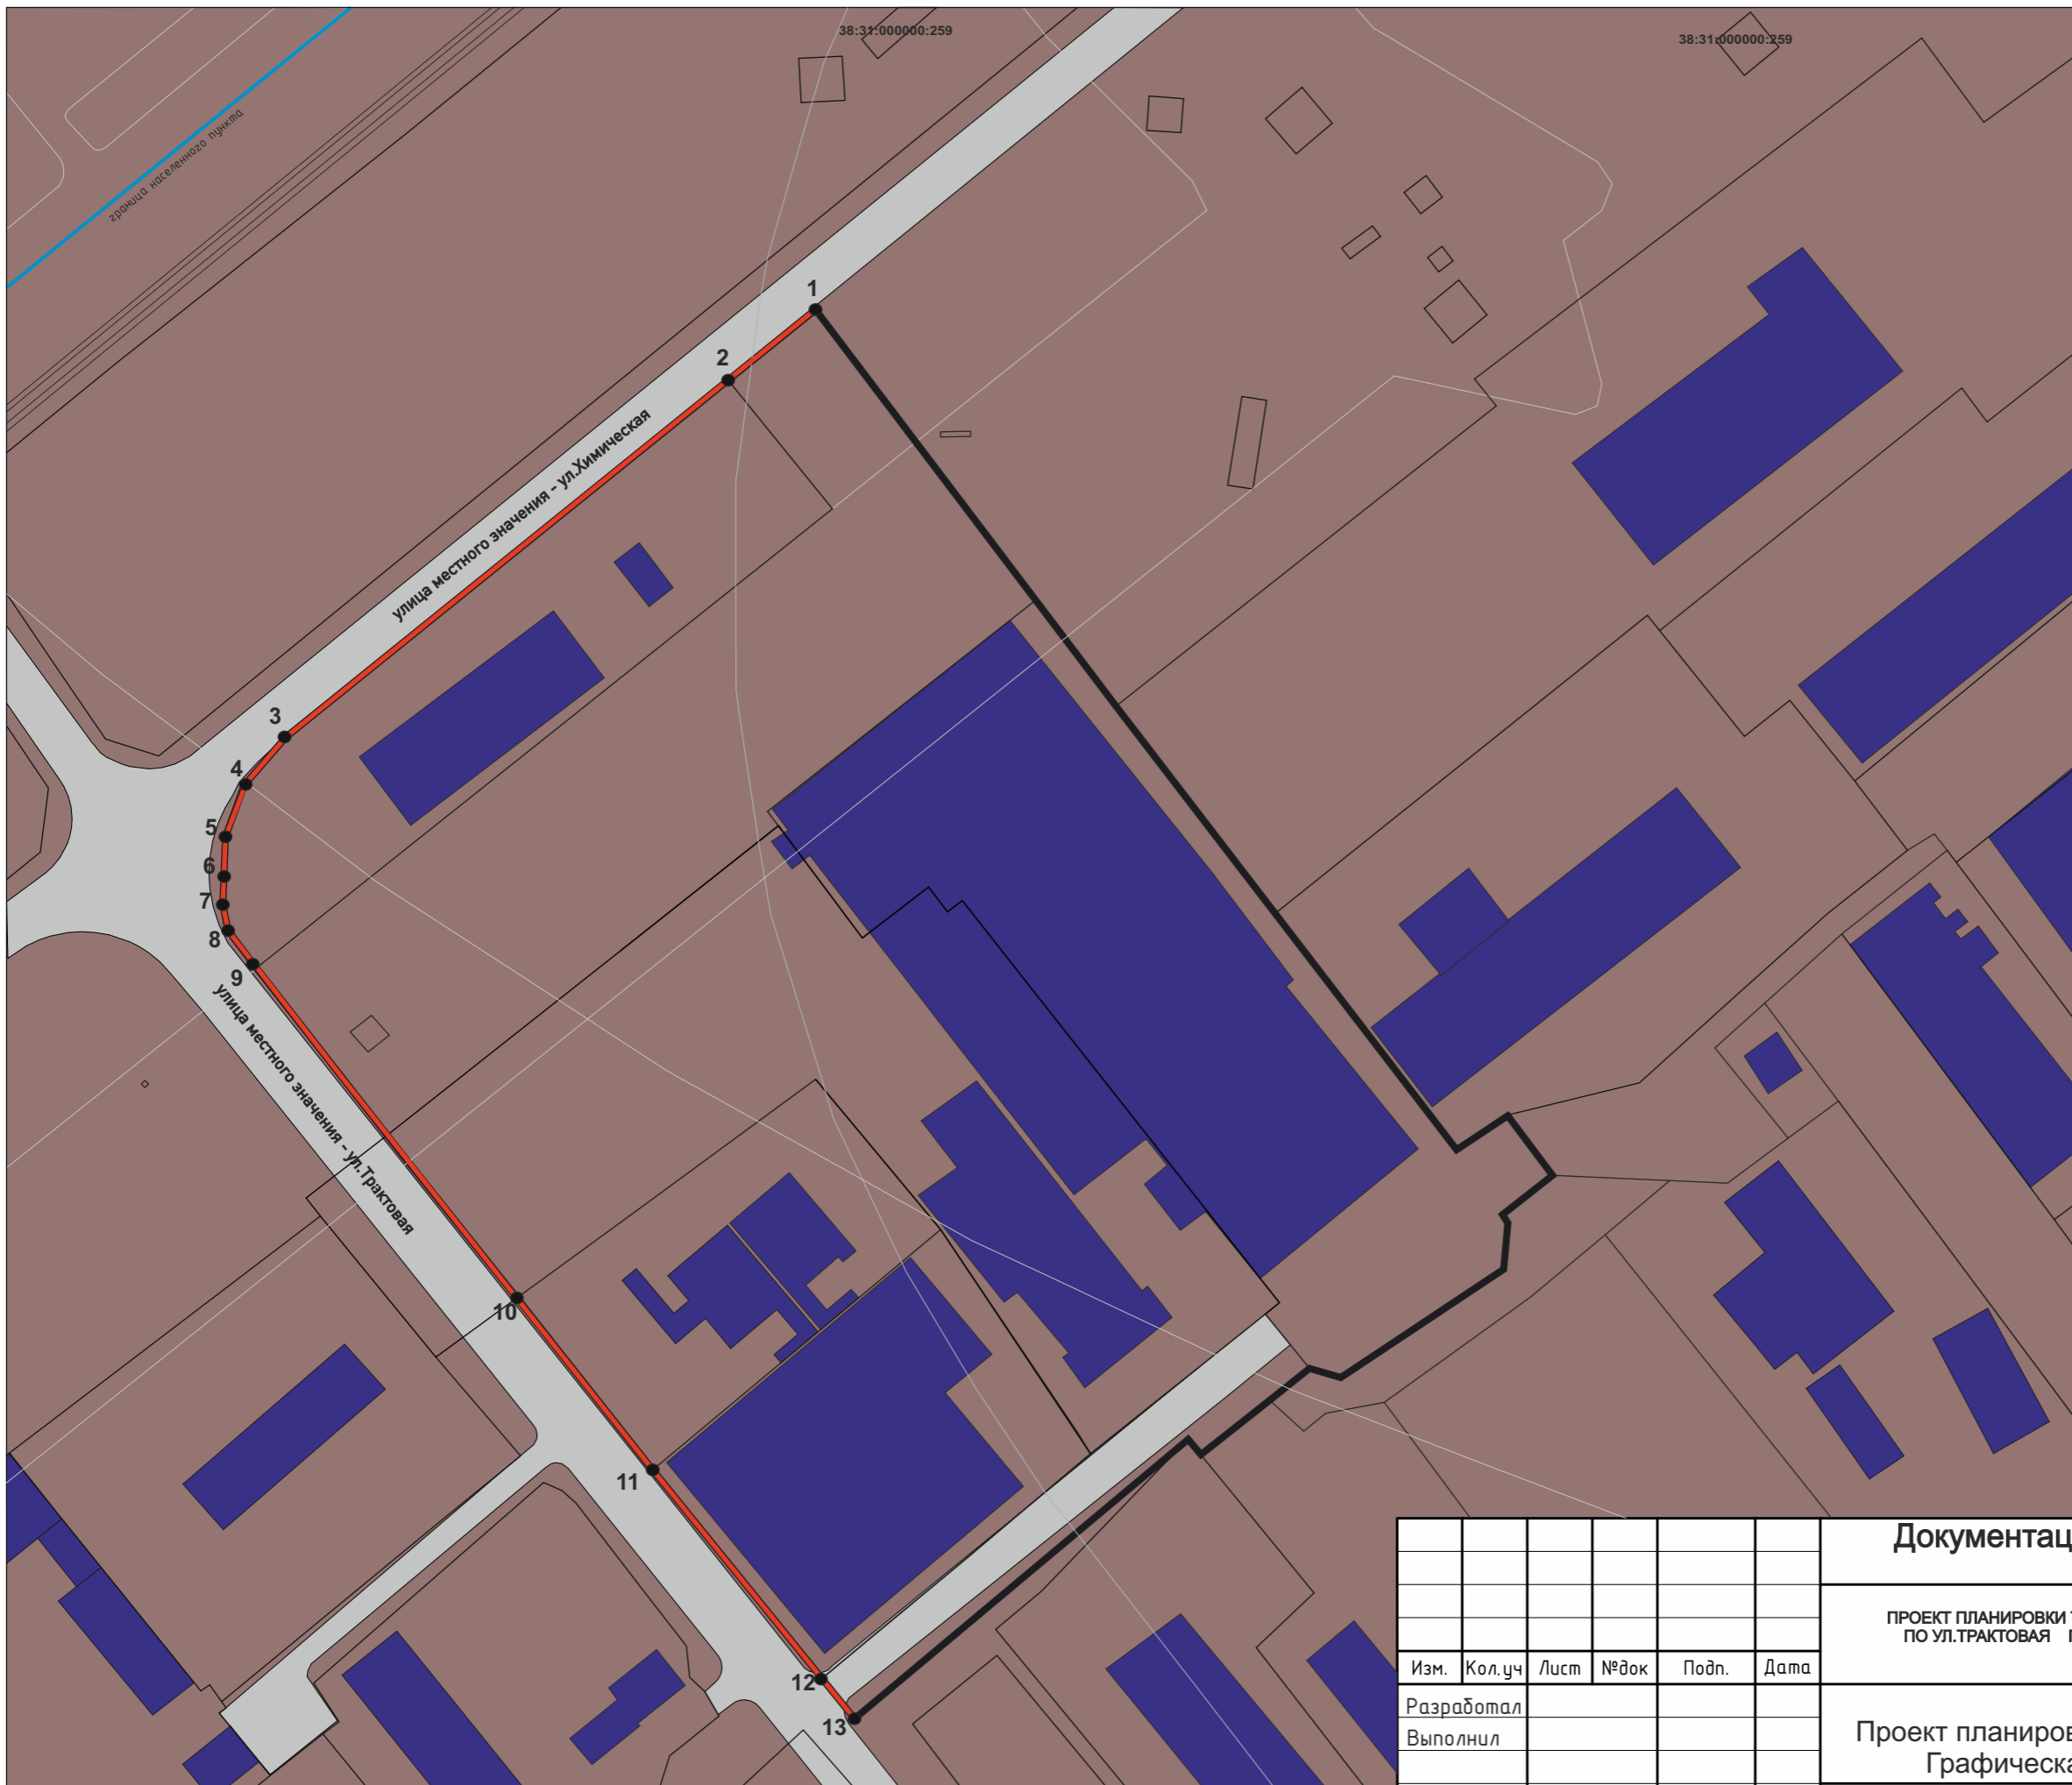 38:31:000000:259
38:31:000000:259
граница населенного пункта
1
2
улица местного значения - ул.Химическая
3
4
5
6
7
8
9
улица местного значения - ул.Трактовая
10
11
12
13
Документац
ПРОЕКТ ПЛАНИРОВКИ
ПО УЛ.ТРАКТОВАЯ
Изм. Кол.уч Лист №док Подп. Дата
Разработал
Выполнил
Проект планиров
Графическа